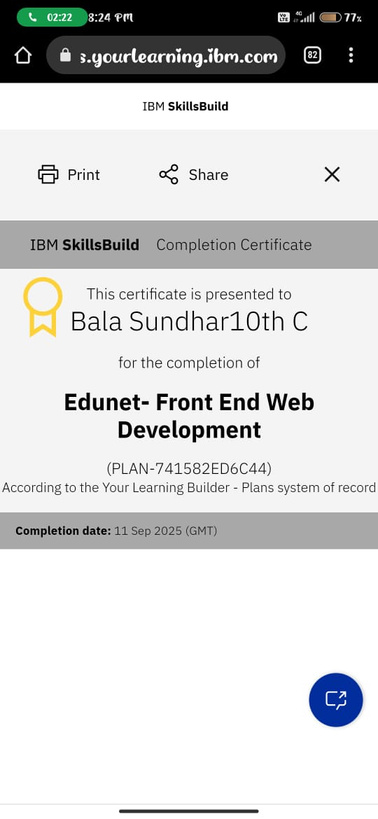 02:22 8:24 PM 4G 77%
s.yourlearning.ibm.com 82
IBM SkillsBuild
Print Share
IBM SkillsBuild Completion Certificate
This certificate is presented to
Bala Sundhar10th C
for the completion of
Edunet- Front End Web
Development
(PLAN-741582ED6C44)
According to the Your Learning Builder - Plans system of record
Completion date: 11 Sep 2025 (GMT)